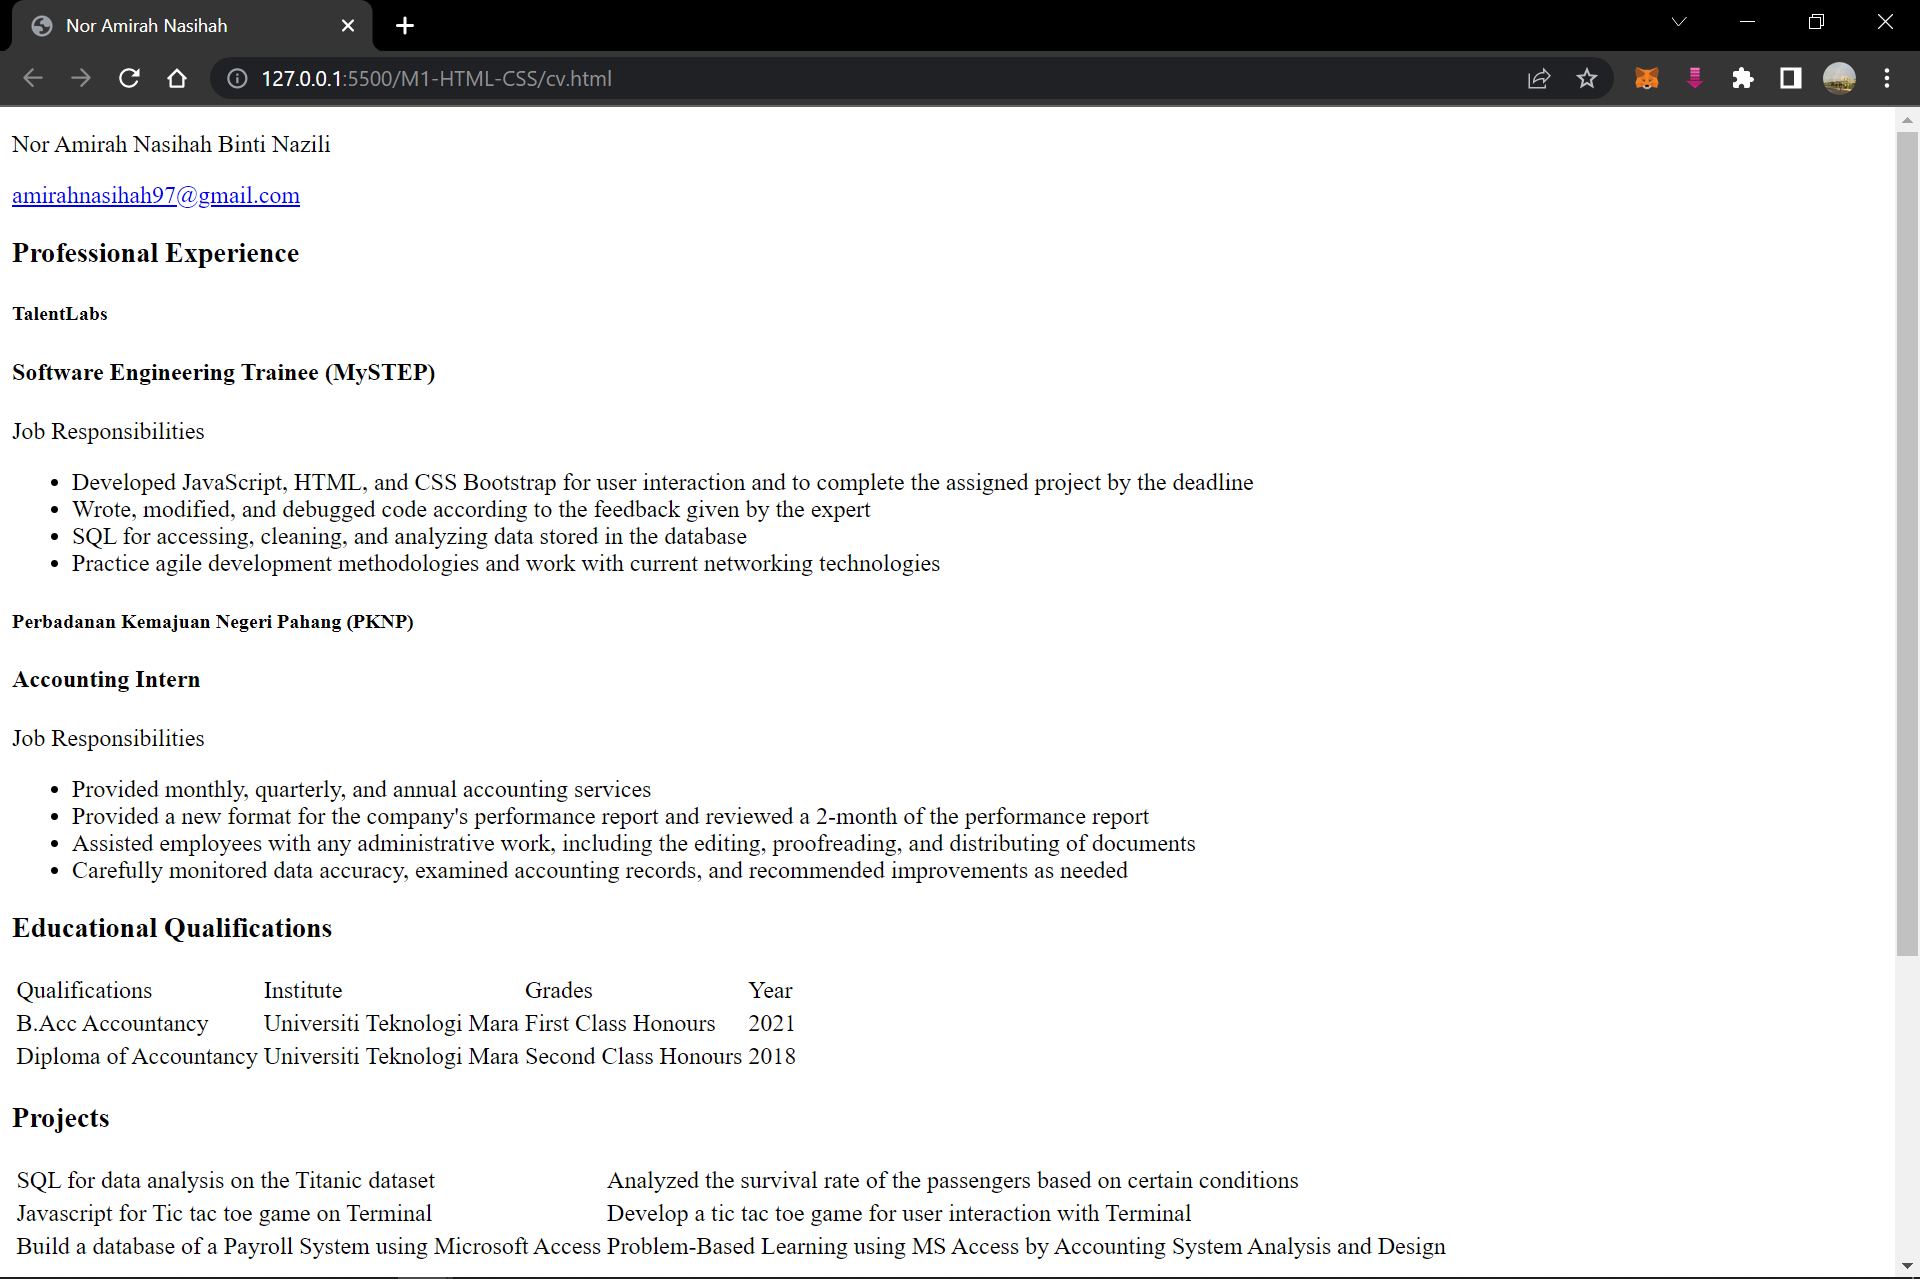 Nor Amirah Nasihah
127.0.0.1:5500/M1-HTML-CSS/cv.html
Nor Amirah Nasihah Binti Nazili
amirahnasihah97@gmail.com
Professional Experience
TalentLabs
Software Engineering Trainee (MySTEP)
Job Responsibilities
• Developed JavaScript, HTML, and CSS Bootstrap for user interaction and to complete the assigned project by the deadline
• Wrote, modified, and debugged code according to the feedback given by the expert
• SQL for accessing, cleaning, and analyzing data stored in the database
• Practice agile development methodologies and work with current networking technologies
Perbadanan Kemajuan Negeri Pahang (PKNP)
Accounting Intern
Job Responsibilities
• Provided monthly, quarterly, and annual accounting services
• Provided a new format for the company's performance report and reviewed a 2-month of the performance report
• Assisted employees with any administrative work, including the editing, proofreading, and distributing of documents
• Carefully monitored data accuracy, examined accounting records, and recommended improvements as needed
Educational Qualifications
Qualifications Institute Grades Year
B.Acc Accountancy Universiti Teknologi Mara First Class Honours 2021
Diploma of Accountancy Universiti Teknologi Mara Second Class Honours 2018
Projects
SQL for data analysis on the Titanic dataset Analyzed the survival rate of the passengers based on certain conditions
Javascript for Tic tac toe game on Terminal Develop a tic tac toe game for user interaction with Terminal
Build a database of a Payroll System using Microsoft Access Problem-Based Learning using MS Access by Accounting System Analysis and Design